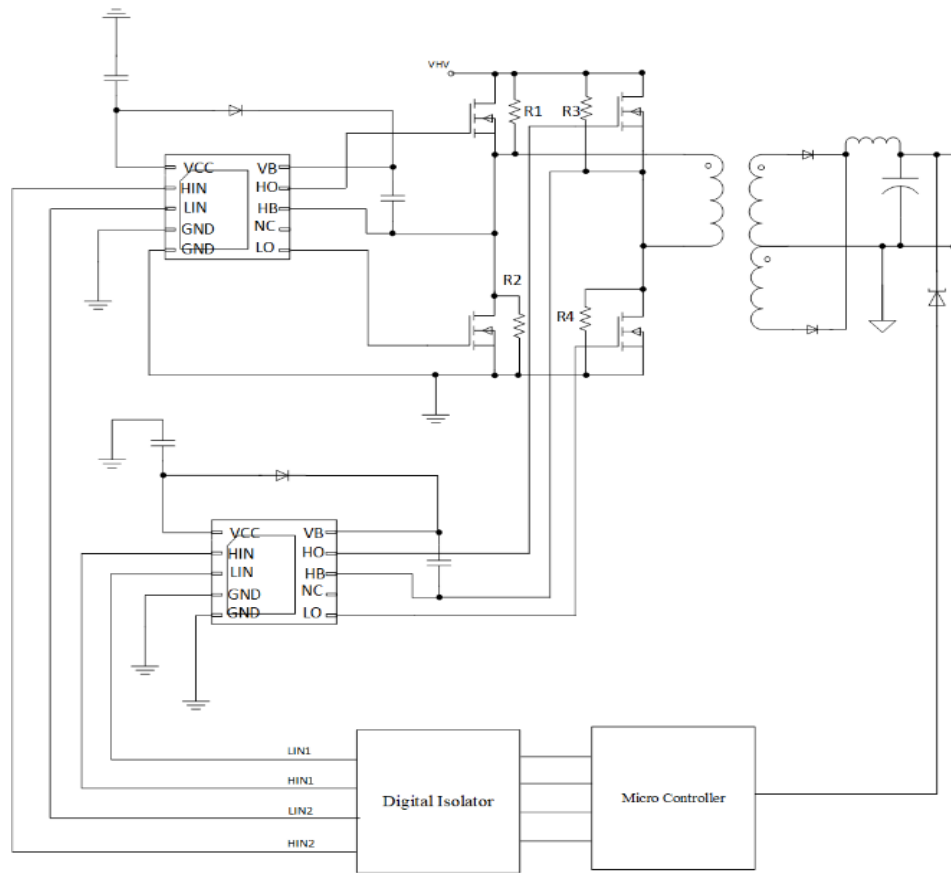 VHV
R1
R3
VCC
VB
HIN
HO
LIN
HB
GND
NC
GND
LO
R2
R4
VCC
VB
HIN
HO
LIN
HB
GND
NC
GND
LO
LIN1
HIN1
LIN2
HIN2
Digital Isolator
Micro Controller